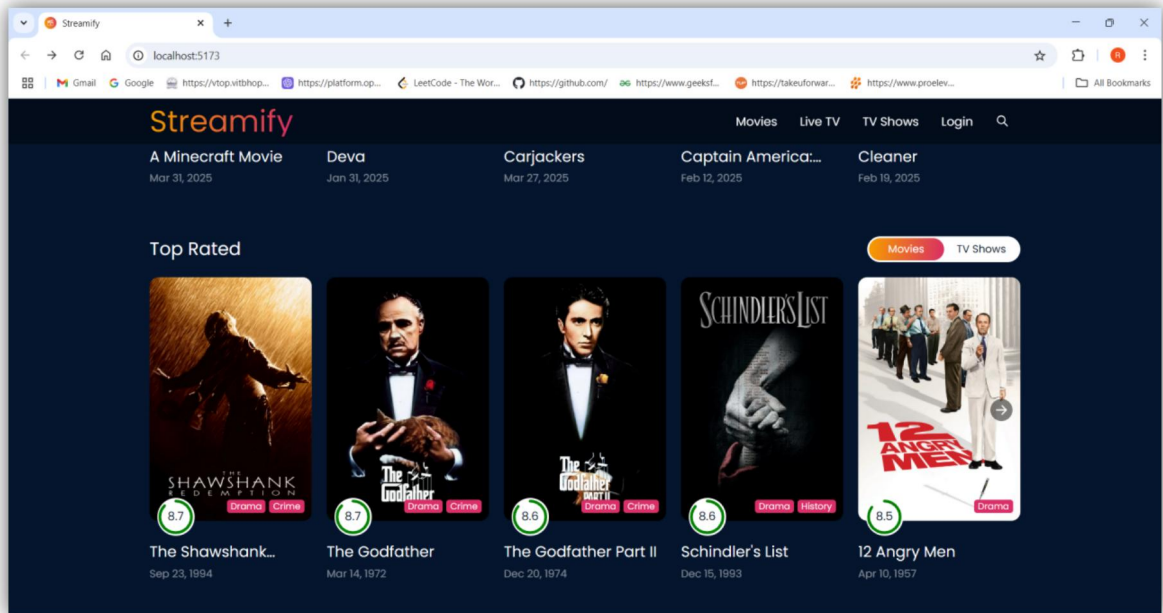 Streamify
localhost:5173
Gmail
Google
https://vtop.vitbhop...
https://platform.op...
LeetCode - The Wor...
https://github.com/
https://www.geeksf...
https://takeuforwar...
https://www.proelev...
All Bookmarks
R
Streamify
Movies Live TV TV Shows Login
A Minecraft Movie
Mar 31, 2025
Deva
Jan 31, 2025
Carjackers
Mar 27, 2025
Captain America:...
Feb 12, 2025
Cleaner
Feb 19, 2025
Top Rated
Movies TV Shows
THE
SHAWSHANK
REDEMPTION
Drama Crime
8.7
The Shawshank...
Sep 23, 1994
The
Godfather
Drama Crime
8.7
The Godfather
Mar 14, 1972
The
Godfather
PART II
Drama Crime
8.6
The Godfather Part II
Dec 20, 1974
SCHINDLER'S LIST
Drama History
8.6
Schindler's List
Dec 15, 1993
12
ANGRY
MEN
Drama
8.5
12 Angry Men
Apr 10, 1957